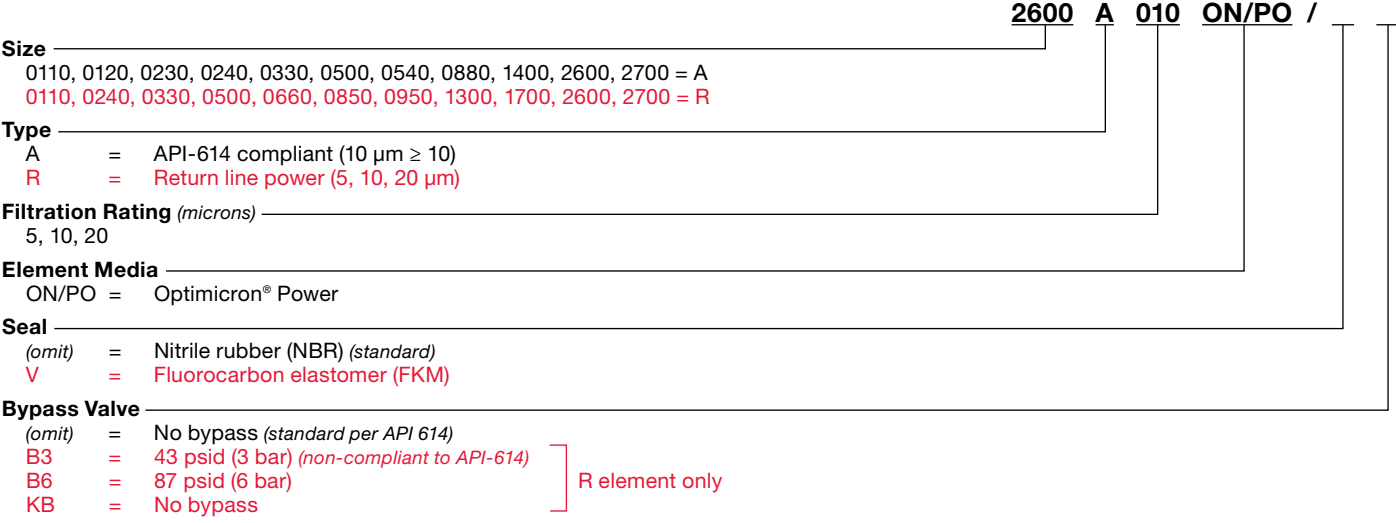 2600 A 010 ON/PO / __ __
Size
0110, 0120, 0230, 0240, 0330, 0500, 0540, 0880, 1400, 2600, 2700 = A
0110, 0240, 0330, 0500, 0660, 0850, 0950, 1300, 1700, 2600, 2700 = R
Type
A = API-614 compliant (10 µm ≥ 10)
R = Return line power (5, 10, 20 µm)
Filtration Rating (microns)
5, 10, 20
Element Media
ON/PO = Optimicron® Power
Seal
(omit) = Nitrile rubber (NBR) (standard)
V = Fluorocarbon elastomer (FKM)
Bypass Valve
(omit) = No bypass (standard per API 614)
B3 = 43 psid (3 bar) (non-compliant to API-614)
B6 = 87 psid (6 bar) R element only
KB = No bypass